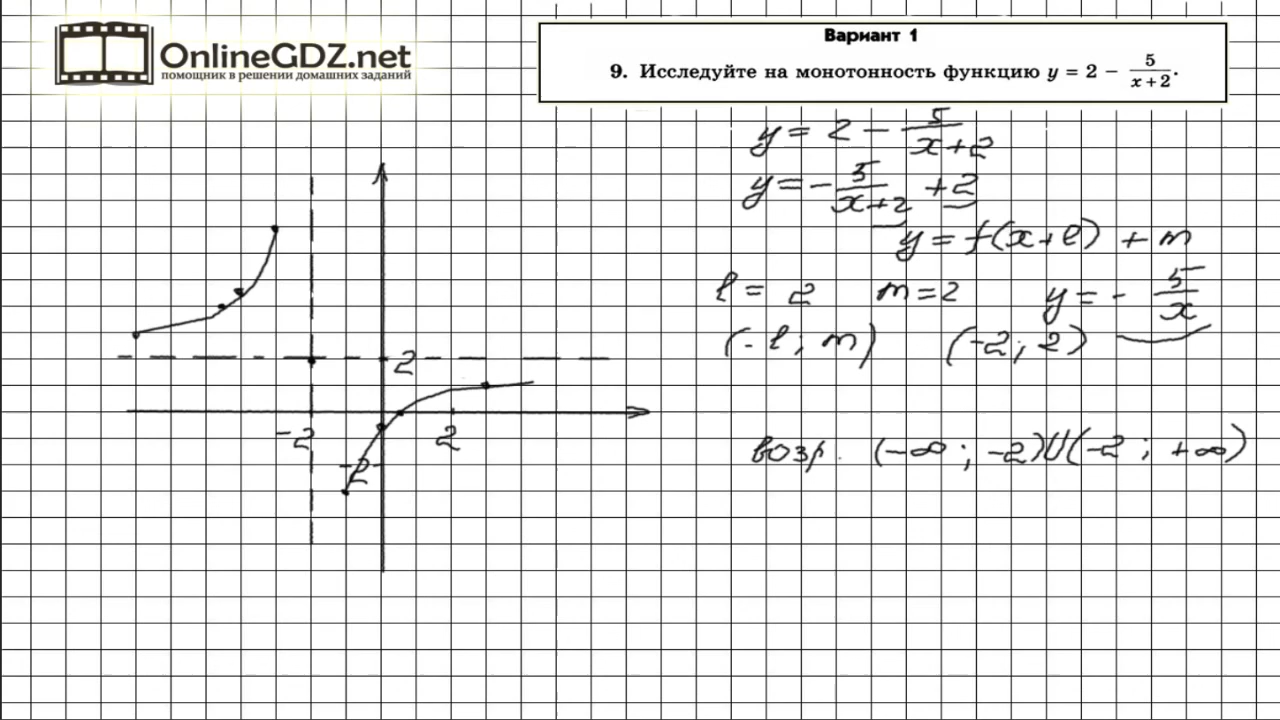 OnlineGDZ.net
помощник в решении домашних заданий
Вариант 1
9. Исследуйте на монотонность функцию y = 2 − 5/(x + 2).
y = 2 − 5/(x+2)
y = − 5/(x+2) + 2
y = f(x+l) + m
l = 2 m = 2 y = − 5/x
(-l ; m) (-2 ; 2)
2
-2 2
-2
возр. (-∞ ; -2)U(-2 ; +∞)